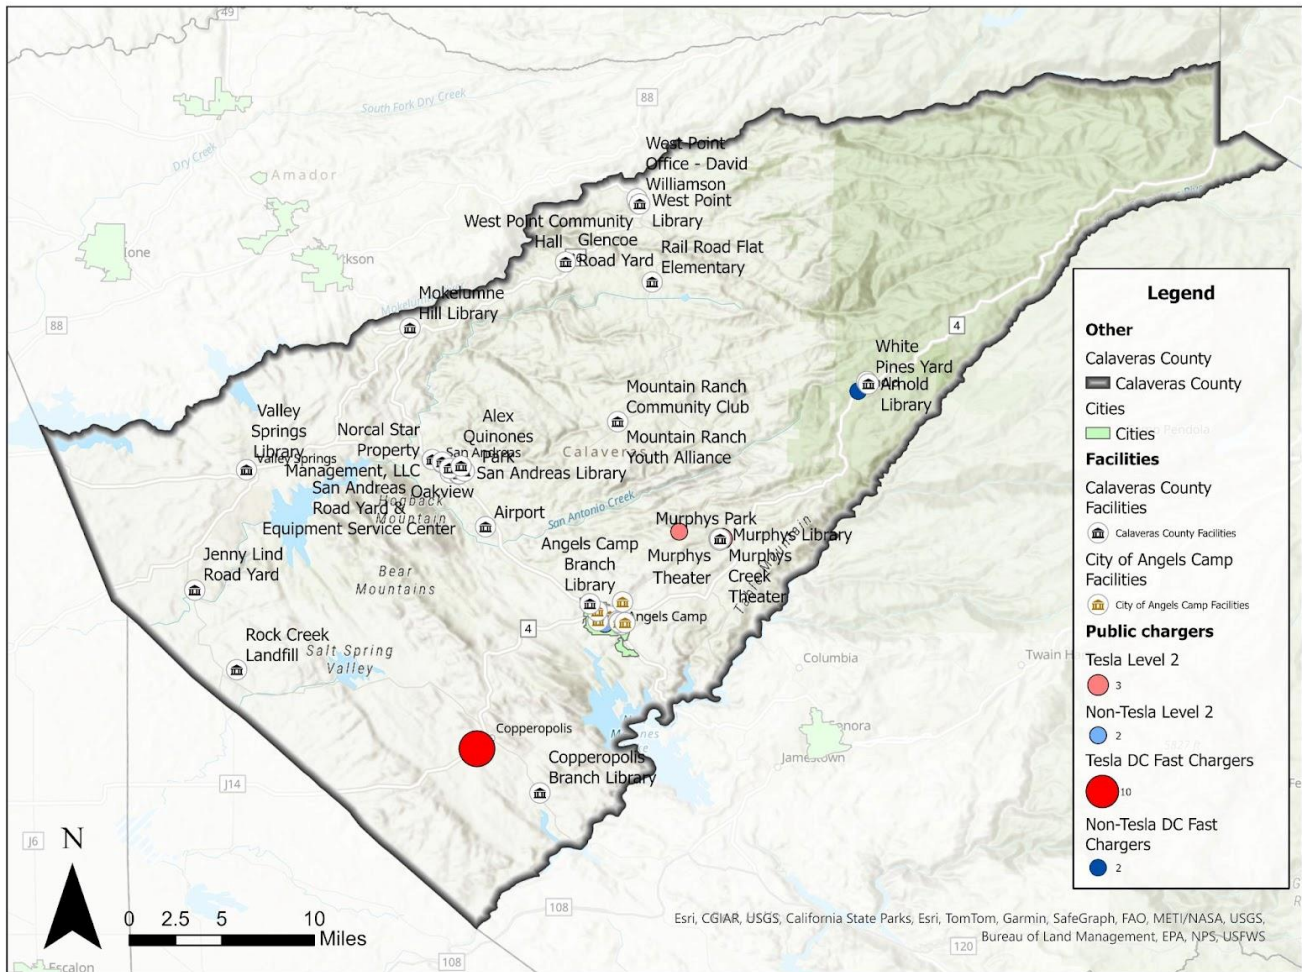 49
88
South Fork Dry Creek
Dry Creek
Amador
Ione
88
West Point
Office - David
Williamson
West Point
Library
West Point Community
Hall
Glencoe
Road Yard
Rail Road Flat
Elementary
Mokelumne
Hill Library
4
White
Pines Yard
Arnold
Library
Mountain Ranch
Community Club
Mountain Ranch
Youth Alliance
Calaveras
Valley
Springs
Library
Valley Springs
Norcal Star
Property
Management, LLC
Alex
Quinones
Park
San Andreas
San Andreas Library
Oakview
San Andreas
Road Yard &
Equipment Service Center
Hogback
Mountain
Airport
San Antonio Creek
Murphys Park
Murphys Library
Murphys
Theater
Murphys
Creek
Theater
Table Mountain
Angels Camp
Branch
Library
Angels Camp
Jenny Lind
Road Yard
Bear
Mountains
4
Rock Creek
Landfill
Salt Spring
Valley
Columbia
Jamestown
Copperopolis
Copperopolis
Branch Library
J14
J6
108
108
120
Escalon
N
0 2.5 5 10
Miles
Legend
Other
Calaveras County
Calaveras County
Cities
Cities
Facilities
Calaveras County
Facilities
Calaveras County Facilities
City of Angels Camp
Facilities
City of Angels Camp Facilities
Public chargers
Tesla Level 2
3
Non-Tesla Level 2
2
Tesla DC Fast Chargers
10
Non-Tesla DC Fast
Chargers
2
Esri, CGIAR, USGS, California State Parks, Esri, TomTom, Garmin, SafeGraph, FAO, METI/NASA, USGS,
Bureau of Land Management, EPA, NPS, USFWS